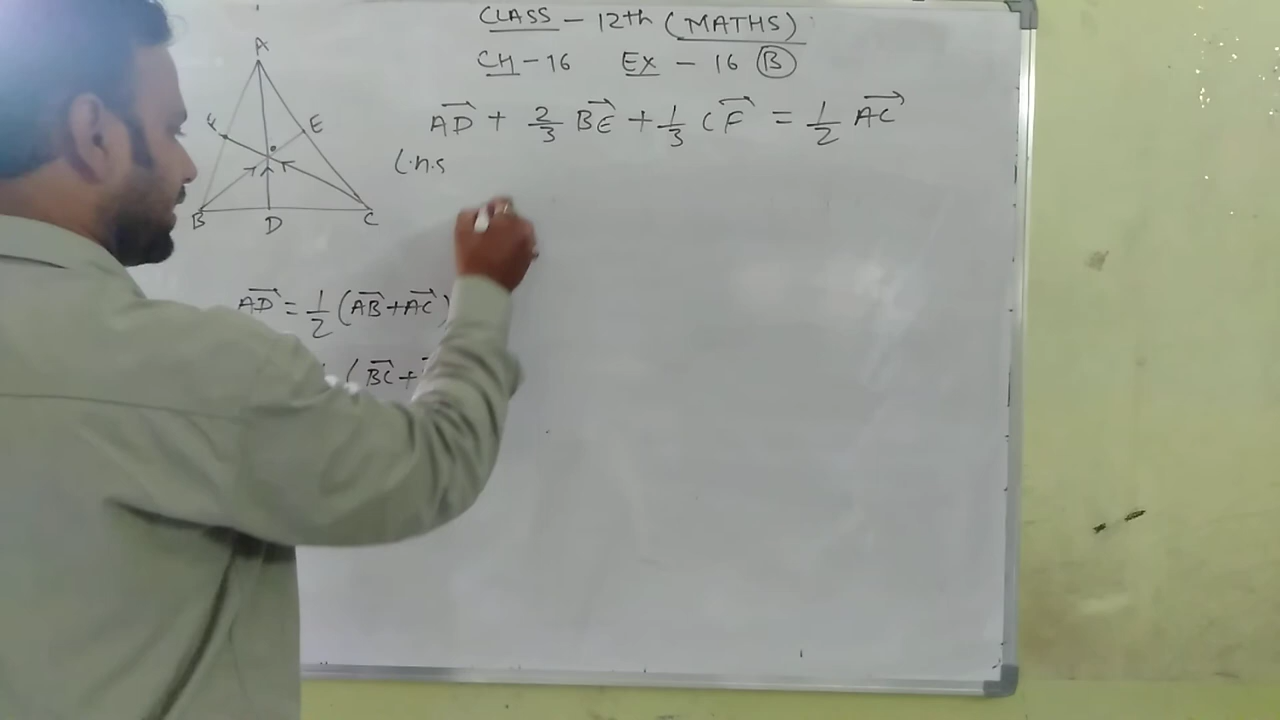 CLASS - 12th (MATHS)
CH - 16 EX - 16 (B)
A
F E
B D C
AD + 2/3 BE + 1/3 CF = 1/2 AC
L.H.S
AD = 1/2 (AB + AC)
(BC +